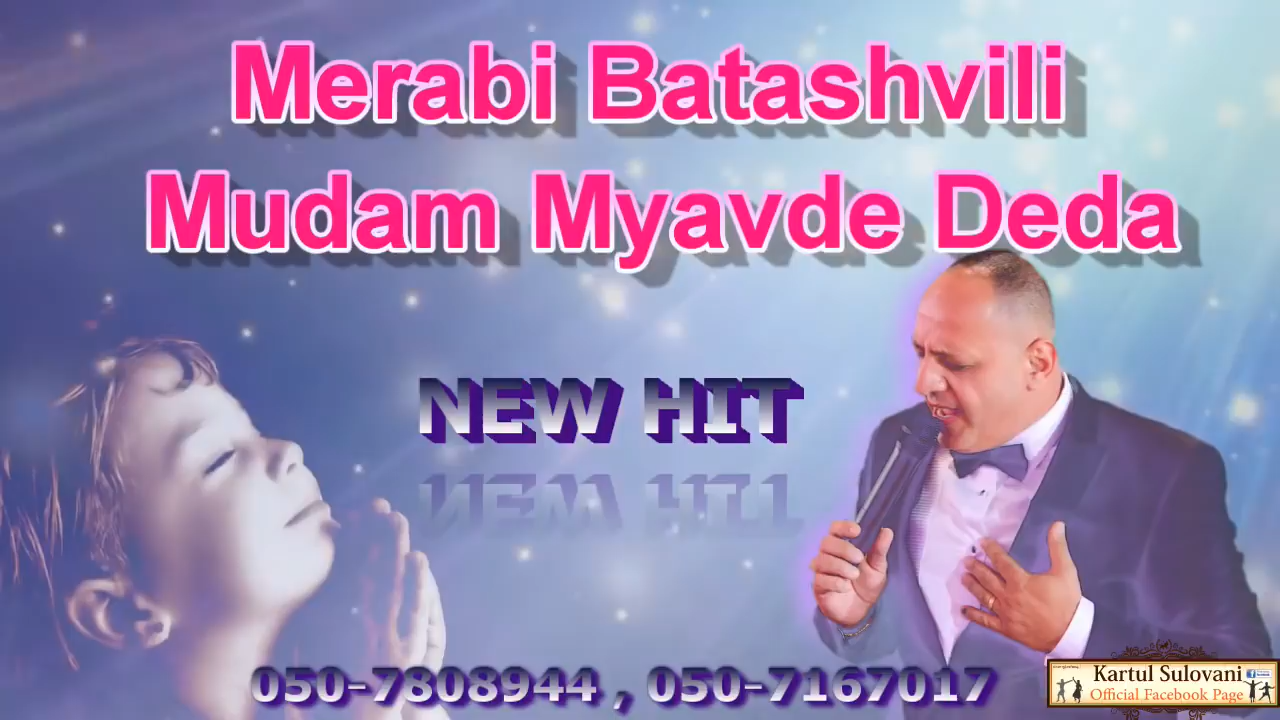 Merabi Batashvili
Mudam Myavde Deda
NEW HIT
050-7808944 , 050-7167017
Kartul Sulovani
Official Facebook Page